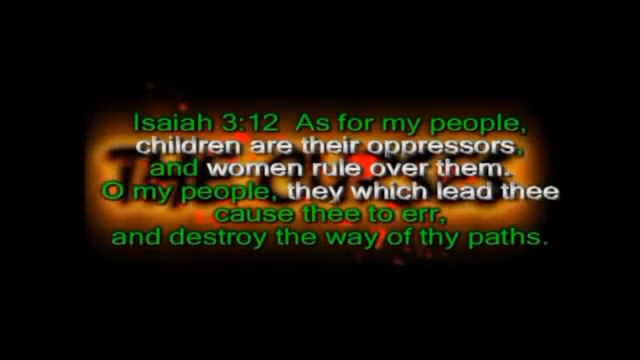 Isaiah 3:12  As for my people,
children are their oppressors,
and women rule over them.
O my people, they which lead thee
cause thee to err,
and destroy the way of thy paths.